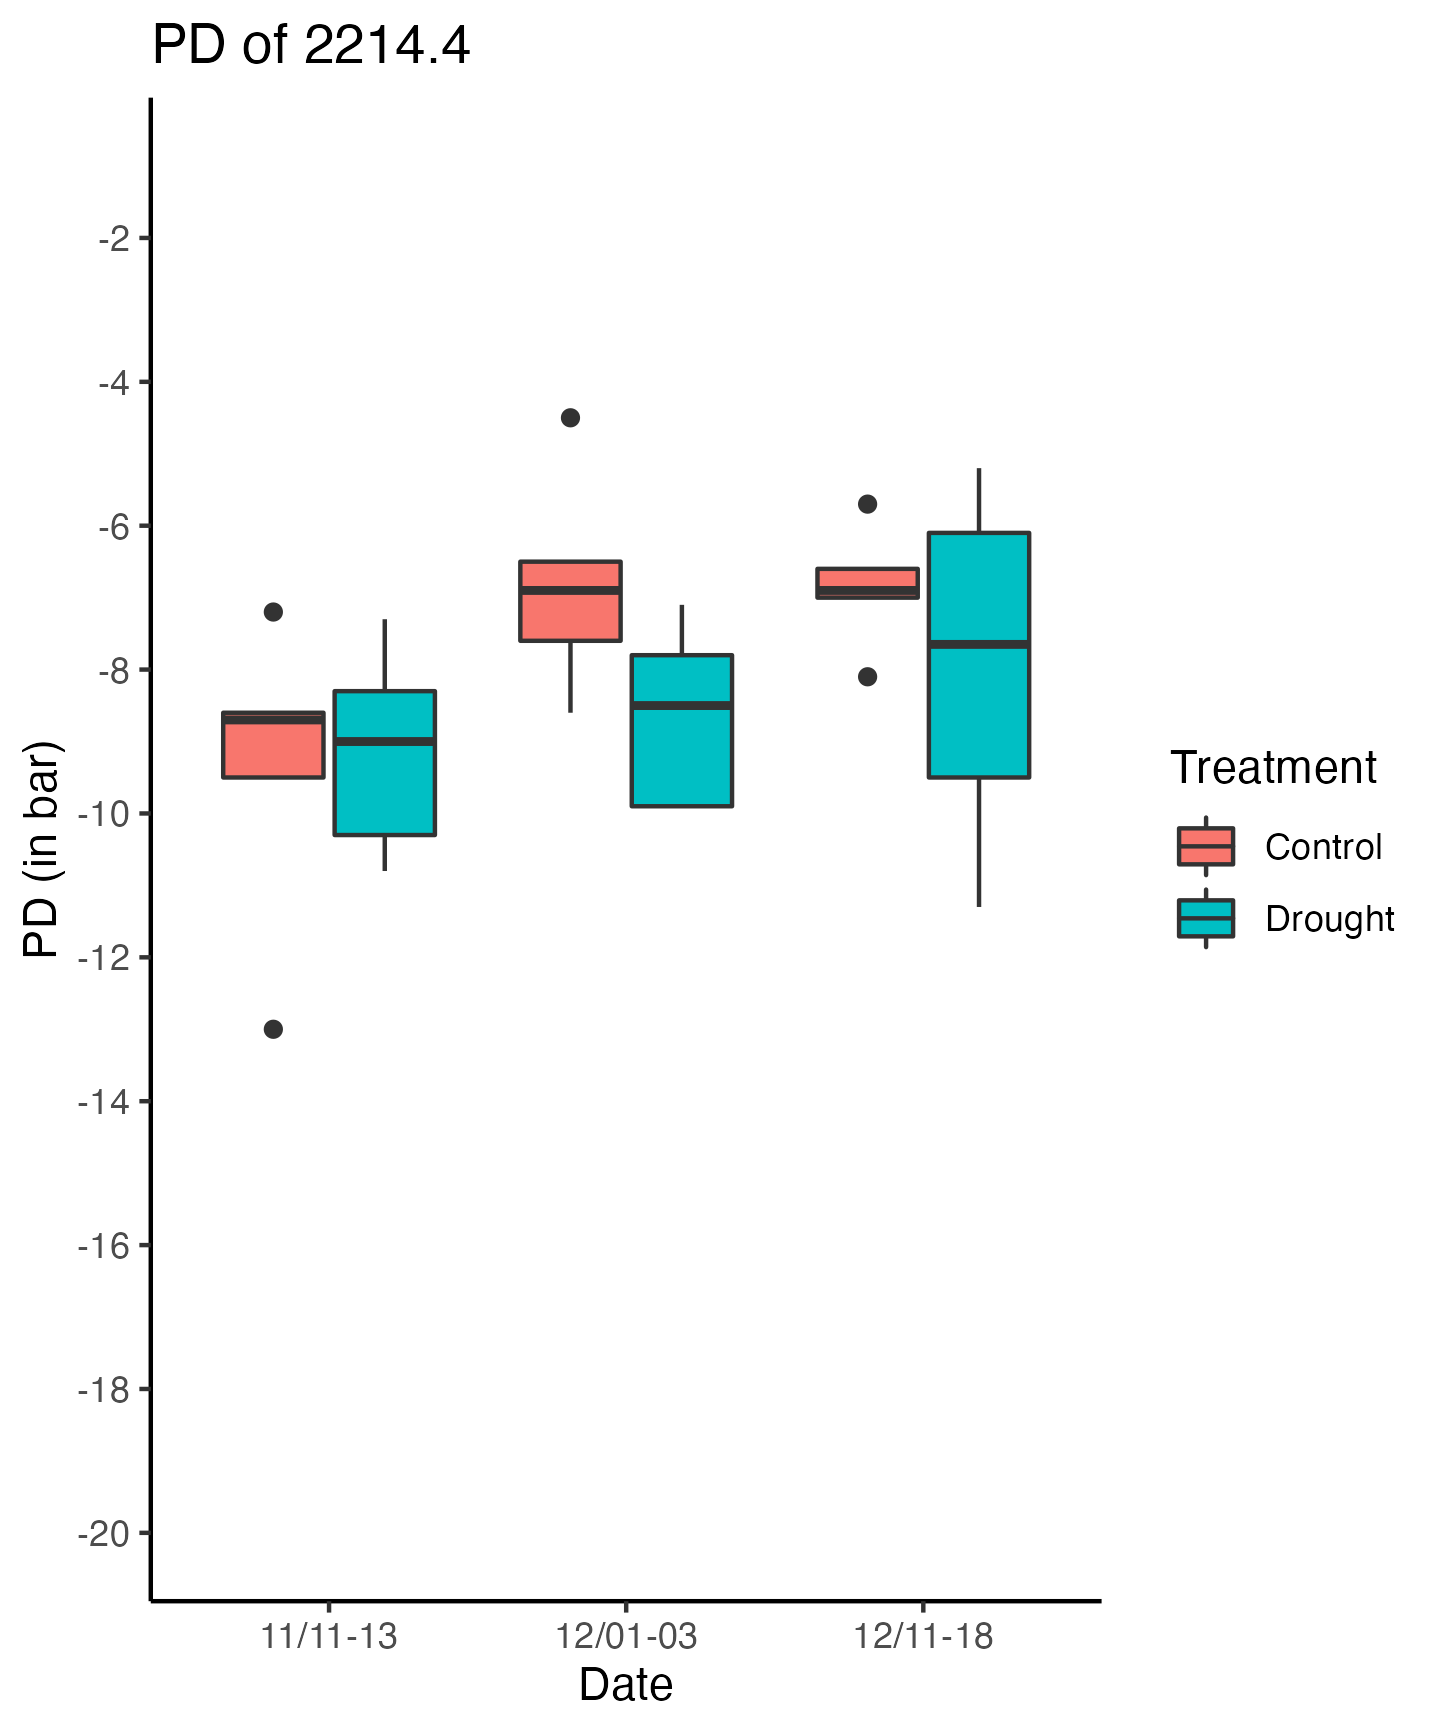 PD of 2214.4
PD (in bar)
-2
-4
-6
-8
-10
-12
-14
-16
-18
-20
11/11-13
12/01-03
12/11-18
Date
Treatment
Control
Drought